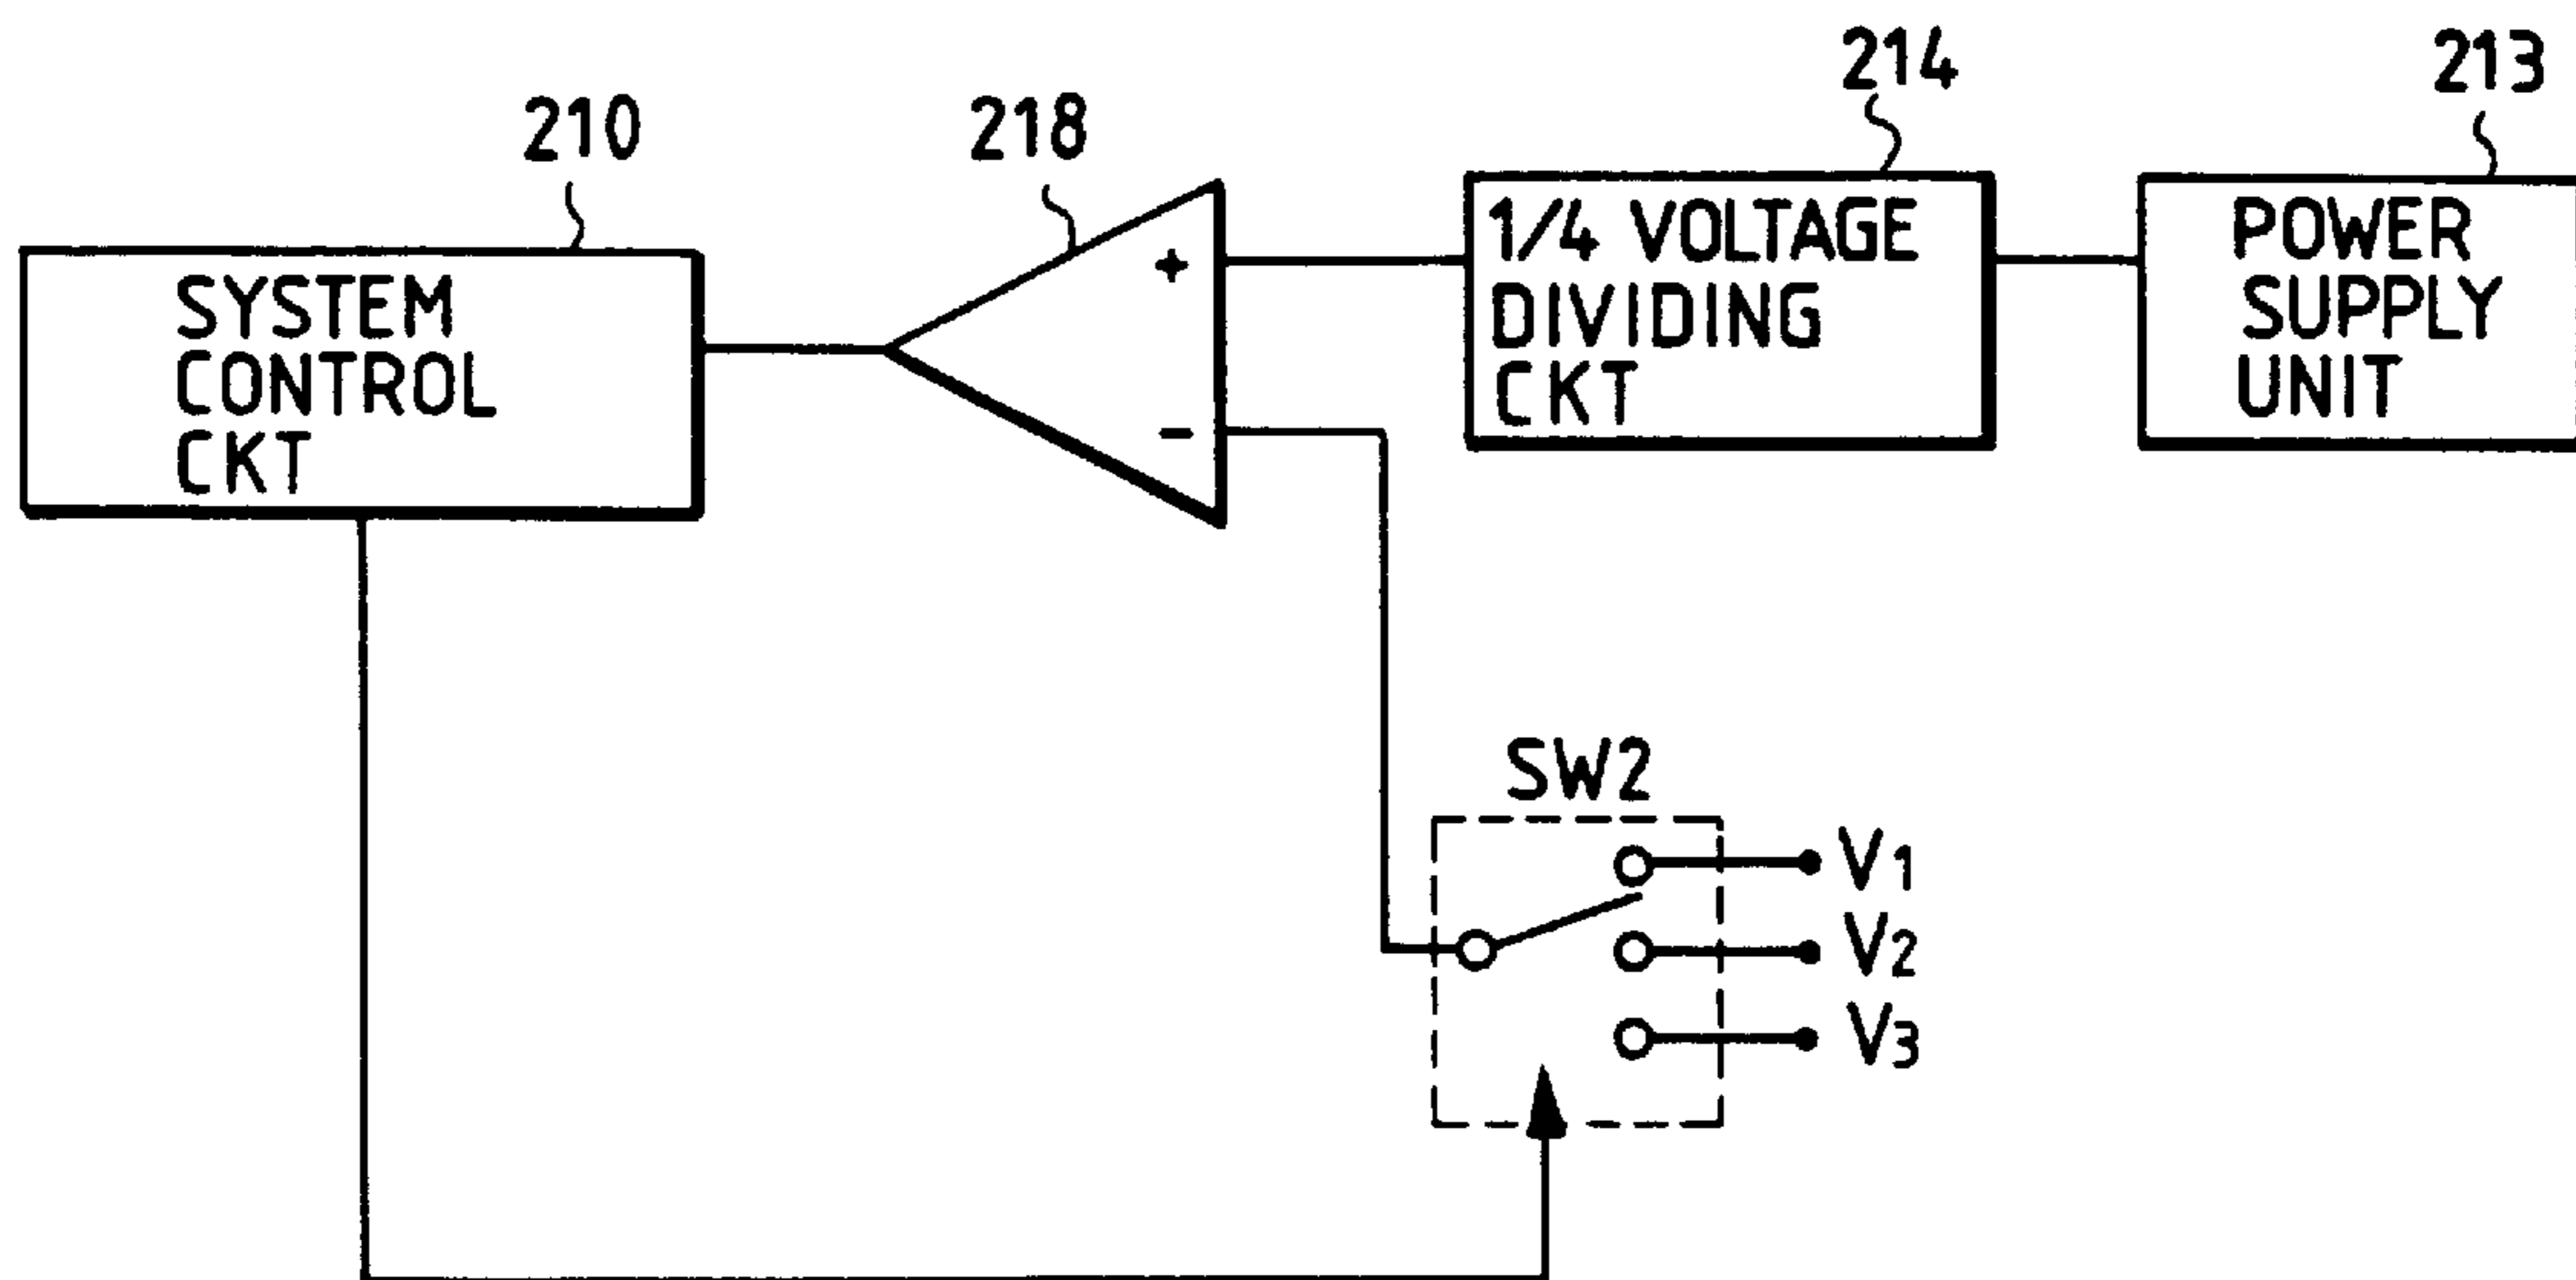 210
218
214
213
SYSTEM
CONTROL
CKT
+
-
1/4 VOLTAGE
DIVIDING
CKT
POWER
SUPPLY
UNIT
SW2
V1
V2
V3